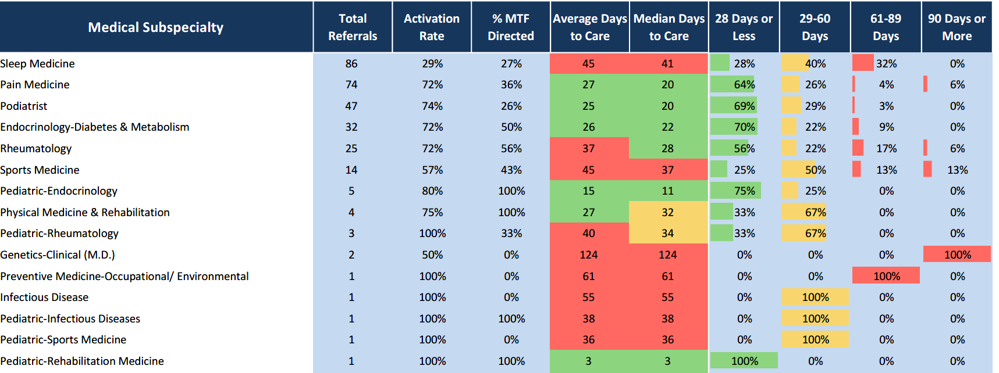 Medical Subspecialty Total Referrals Activation Rate % MTF Directed Average Days to Care Median Days to Care 28 Days or Less 29-60 Days 61-89 Days 90 Days or More
Sleep Medicine 86 29% 27% 45 41 28% 40% 32% 0%
Pain Medicine 74 72% 36% 27 20 64% 26% 4% 6%
Podiatrist 47 74% 26% 25 20 69% 29% 3% 0%
Endocrinology-Diabetes & Metabolism 32 72% 50% 26 22 70% 22% 9% 0%
Rheumatology 25 72% 56% 37 28 56% 22% 17% 6%
Sports Medicine 14 57% 43% 45 37 25% 50% 13% 13%
Pediatric-Endocrinology 5 80% 100% 15 11 75% 25% 0% 0%
Physical Medicine & Rehabilitation 4 75% 100% 27 32 33% 67% 0% 0%
Pediatric-Rheumatology 3 100% 33% 40 34 33% 67% 0% 0%
Genetics-Clinical (M.D.) 2 50% 0% 124 124 0% 0% 0% 100%
Preventive Medicine-Occupational/ Environmental 1 100% 0% 61 61 0% 0% 100% 0%
Infectious Disease 1 100% 0% 55 55 0% 100% 0% 0%
Pediatric-Infectious Diseases 1 100% 100% 38 38 0% 100% 0% 0%
Pediatric-Sports Medicine 1 100% 0% 36 36 0% 100% 0% 0%
Pediatric-Rehabilitation Medicine 1 100% 100% 3 3 100% 0% 0% 0%